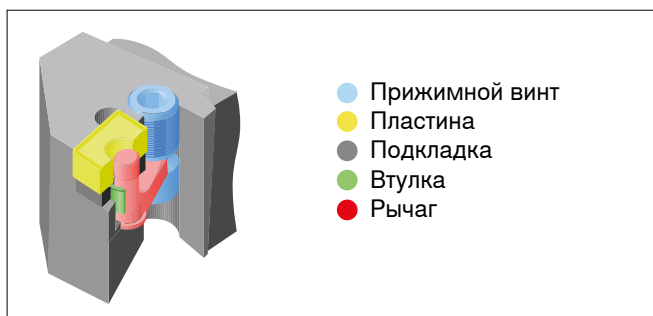 Прижимной винт
Пластина
Подкладка
Втулка
Рычаг